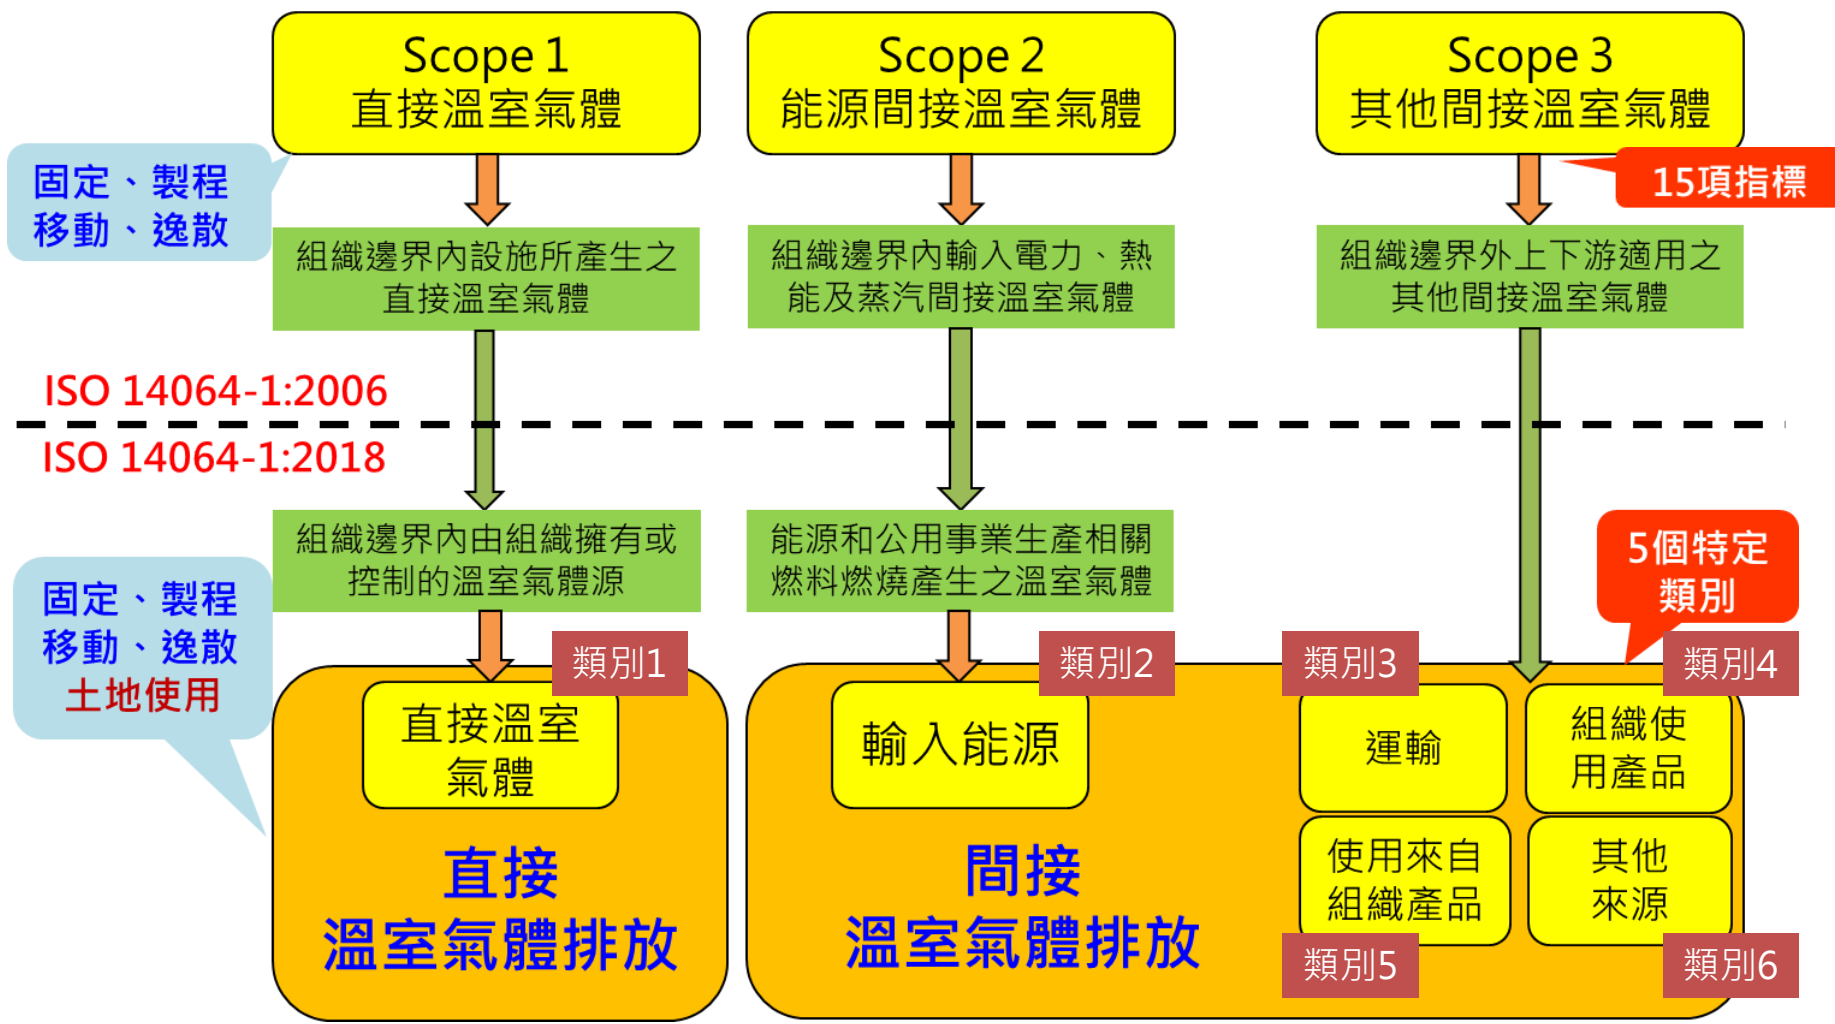 Scope 1
直接溫室氣體
Scope 2
能源間接溫室氣體
Scope 3
其他間接溫室氣體
固定、製程
移動、逸散
15項指標
組織邊界內設施所產生之
直接溫室氣體
組織邊界內輸入電力、熱
能及蒸汽間接溫室氣體
組織邊界外上下游適用之
其他間接溫室氣體
ISO 14064-1:2006
ISO 14064-1:2018
組織邊界內由組織擁有或
控制的溫室氣體源
能源和公用事業生產相關
燃料燃燒產生之溫室氣體
5個特定
類別
固定、製程
移動、逸散
土地使用
類別1
直接溫室
氣體
直接
溫室氣體排放
類別2
輸入能源
間接
溫室氣體排放
類別3
運輸
類別4
組織使
用產品
使用來自
組織產品
類別5
其他
來源
類別6